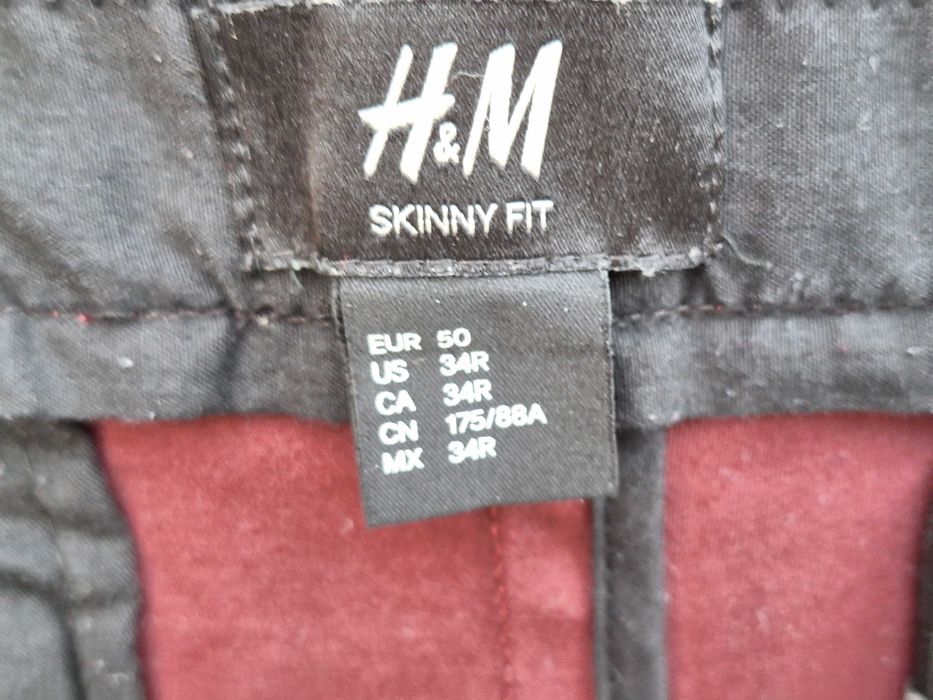 H&M
SKINNY FIT
EUR 50
US 34R
CA 34R
CN 175/88A
MX 34R